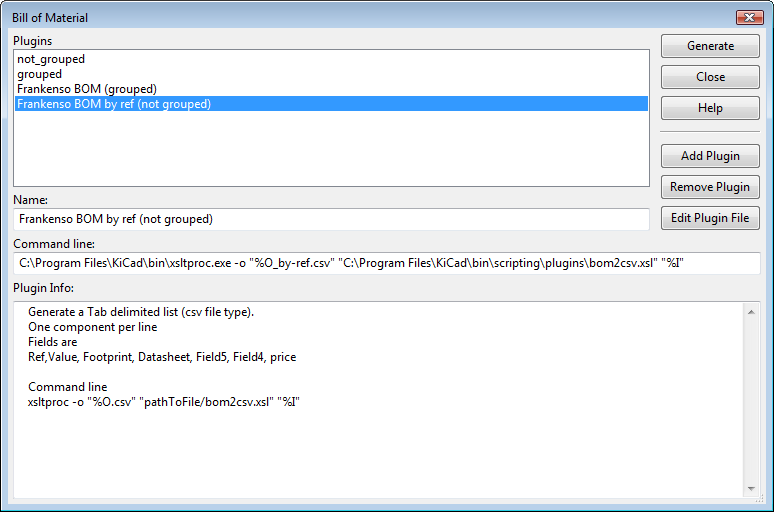 Bill of Material
Plugins
not_grouped
grouped
Frankenso BOM (grouped)
Frankenso BOM by ref (not grouped)
Generate
Close
Help
Add Plugin
Remove Plugin
Edit Plugin File
Name:
Frankenso BOM by ref (not grouped)
Command line:
C:\Program Files\KiCad\bin\xsltproc.exe -o "%O_by-ref.csv" "C:\Program Files\KiCad\bin\scripting\plugins\bom2csv.xsl" "%I"
Plugin Info:
Generate a Tab delimited list (csv file type).
One component per line
Fields are
Ref,Value, Footprint, Datasheet, Field5, Field4, price
Command line
xsltproc -o "%O.csv" "pathToFile/bom2csv.xsl" "%I"